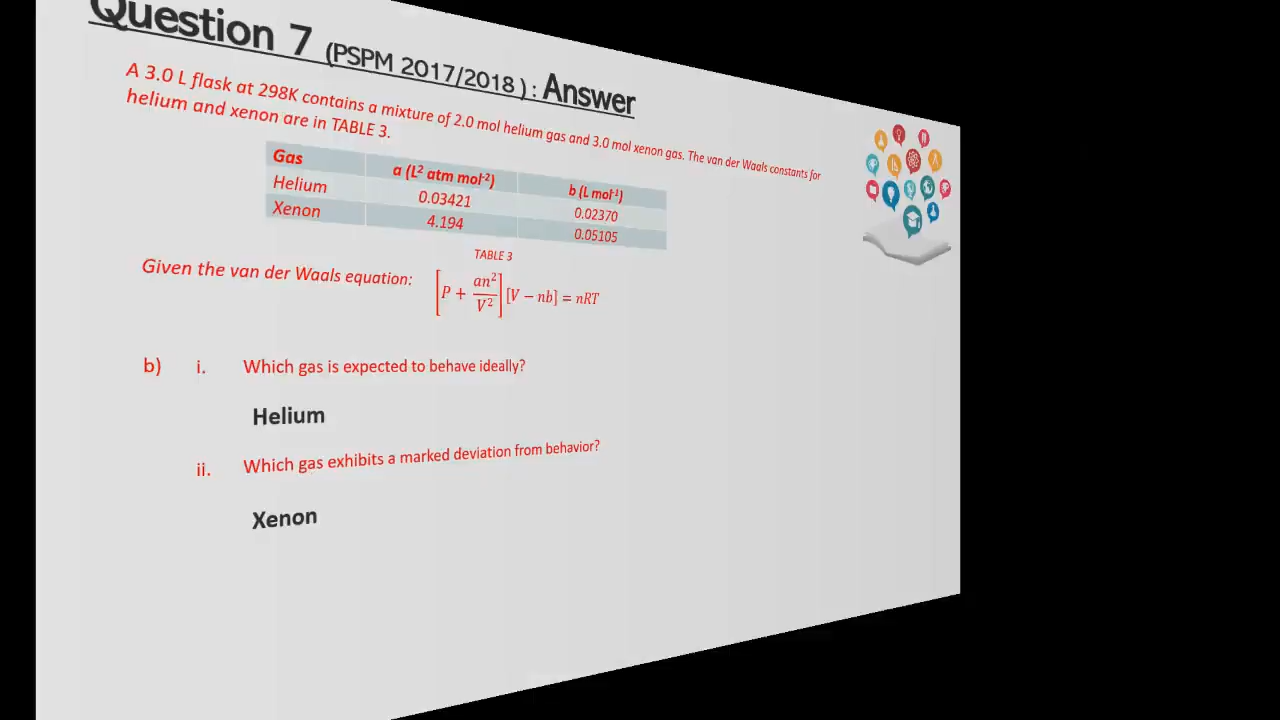 Question 7 (PSPM 2017/2018 ) : Answer
A 3.0 L flask at 298K contains a mixture of 2.0 mol helium gas and 3.0 mol xenon gas. The van der Waals constants for
helium and xenon are in TABLE 3.
Gas a (L² atm mol⁻²) b (L mol⁻¹)
Helium 0.03421 0.02370
Xenon 4.194 0.05105
TABLE 3
Given the van der Waals equation: [P + an²/V²] [V − nb] = nRT
b) i. Which gas is expected to behave ideally?
Helium
ii. Which gas exhibits a marked deviation from behavior?
Xenon